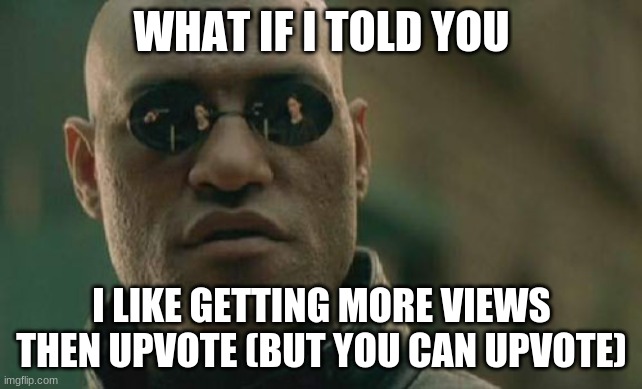 WHAT IF I TOLD YOU
I LIKE GETTING MORE VIEWS
THEN UPVOTE (BUT YOU CAN UPVOTE)
imgflip.com